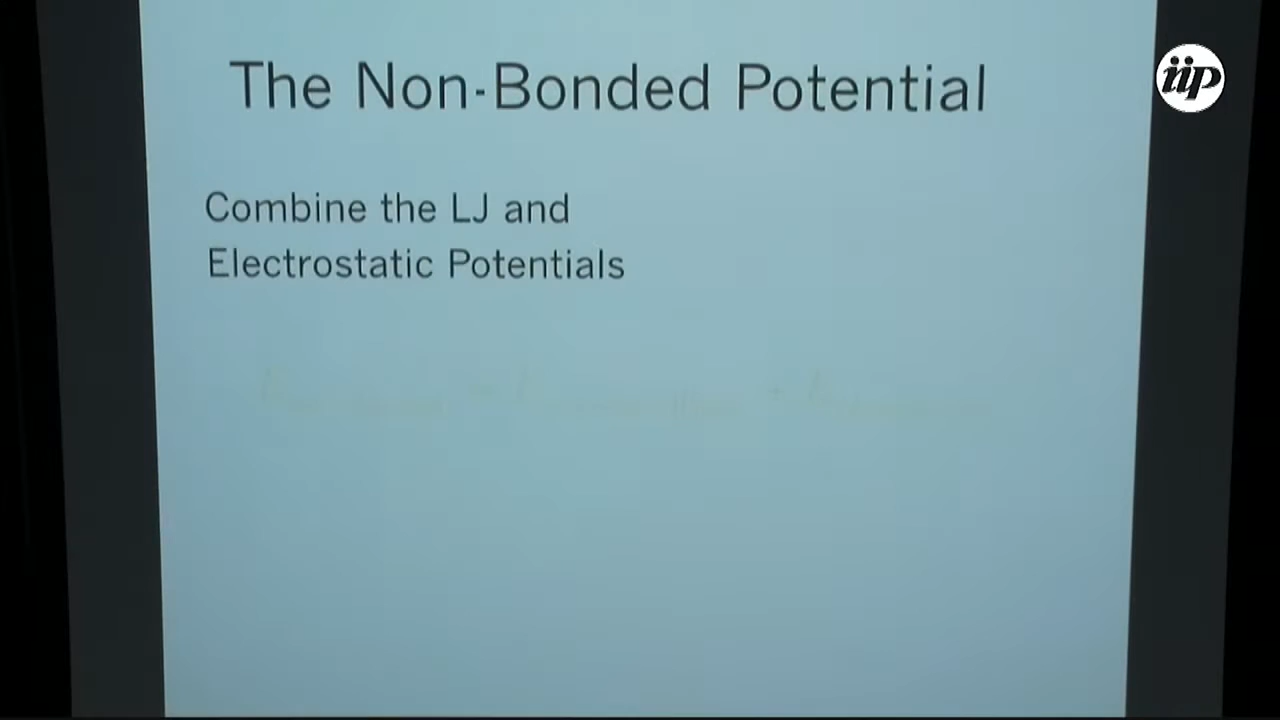 The Non-Bonded Potential
iip
Combine the LJ and
Electrostatic Potentials